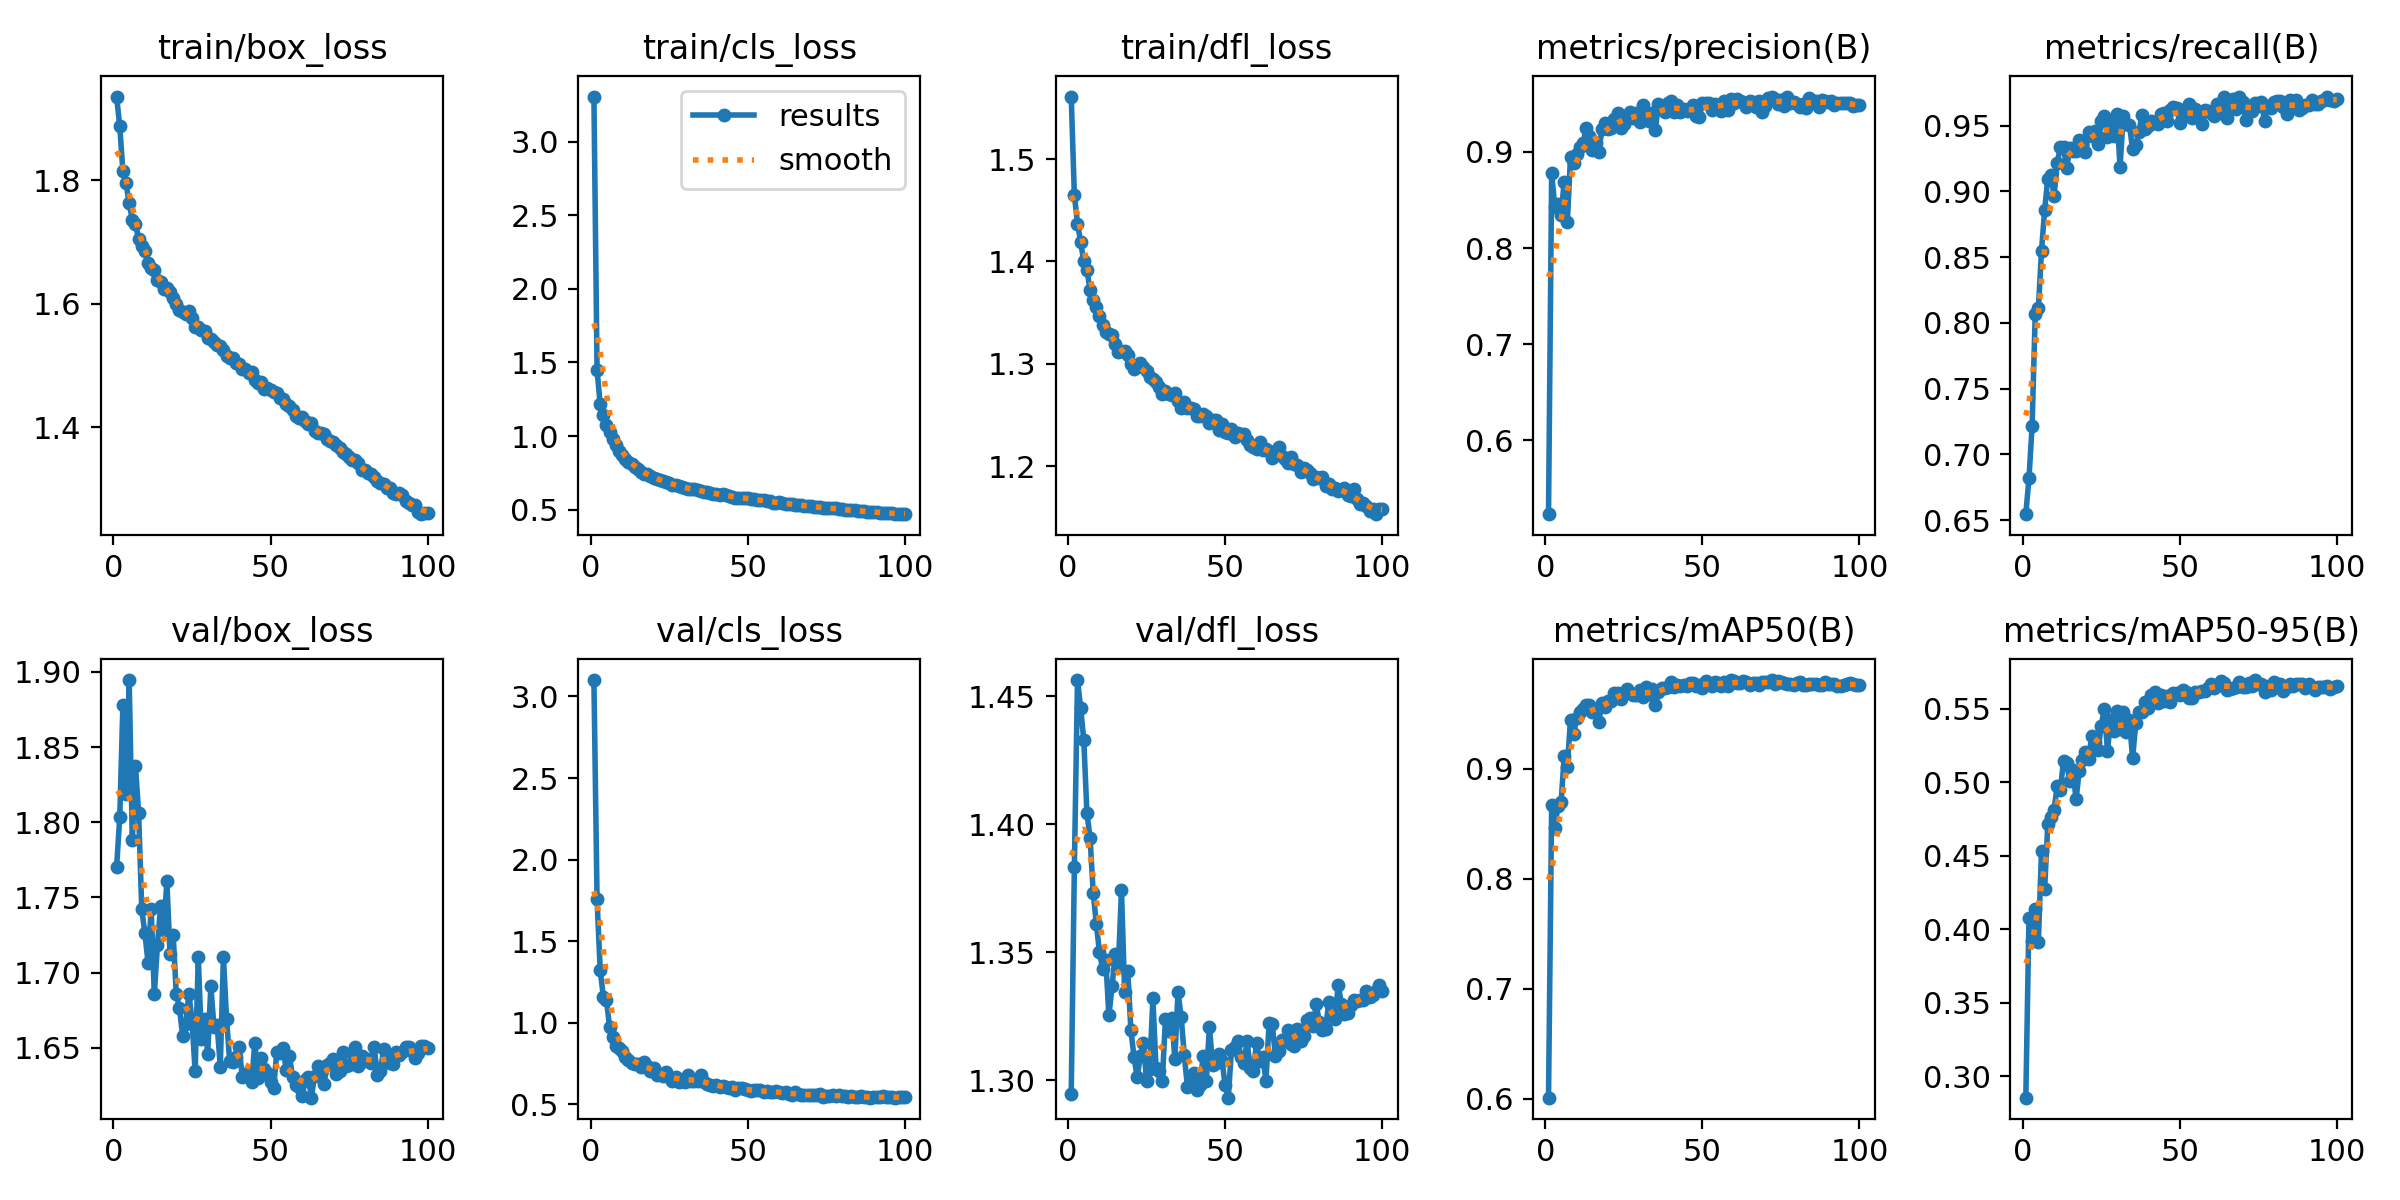 train/box_loss
1.8
1.6
1.4
0 50 100
train/cls_loss
results
smooth
3.0
2.5
2.0
1.5
1.0
0.5
0 50 100
train/dfl_loss
1.5
1.4
1.3
1.2
0 50 100
metrics/precision(B)
0.9
0.8
0.7
0.6
0 50 100
metrics/recall(B)
0.95
0.90
0.85
0.80
0.75
0.70
0.65
0 50 100
val/box_loss
1.90
1.85
1.80
1.75
1.70
1.65
0 50 100
val/cls_loss
3.0
2.5
2.0
1.5
1.0
0.5
0 50 100
val/dfl_loss
1.45
1.40
1.35
1.30
0 50 100
metrics/mAP50(B)
0.9
0.8
0.7
0.6
0 50 100
metrics/mAP50-95(B)
0.55
0.50
0.45
0.40
0.35
0.30
0 50 100